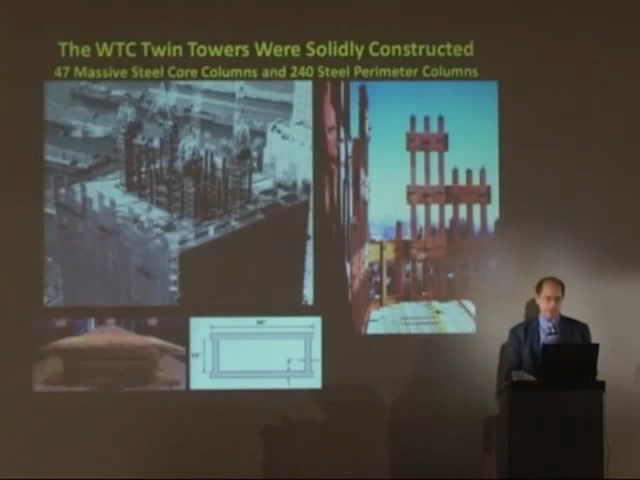 The WTC Twin Towers Were Solidly Constructed
47 Massive Steel Core Columns and 240 Steel Perimeter Columns